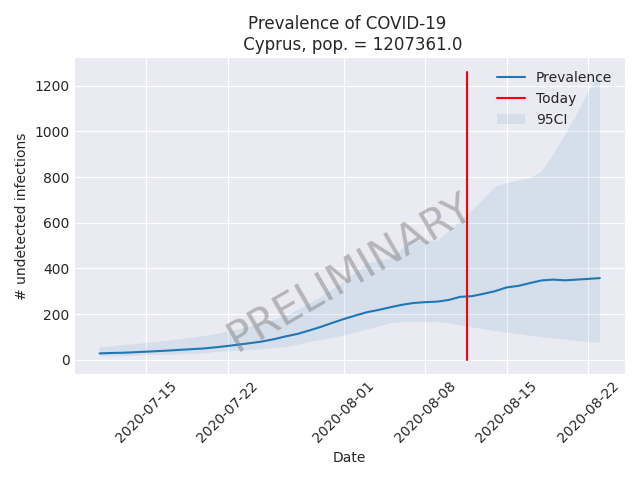 Prevalence of COVID-19
Cyprus, pop. = 1207361.0
Prevalence
Today
95CI
PRELIMINARY
# undetected infections
1200
1000
800
600
400
200
0
2020-07-15
2020-07-22
2020-08-01
2020-08-08
2020-08-15
2020-08-22
Date